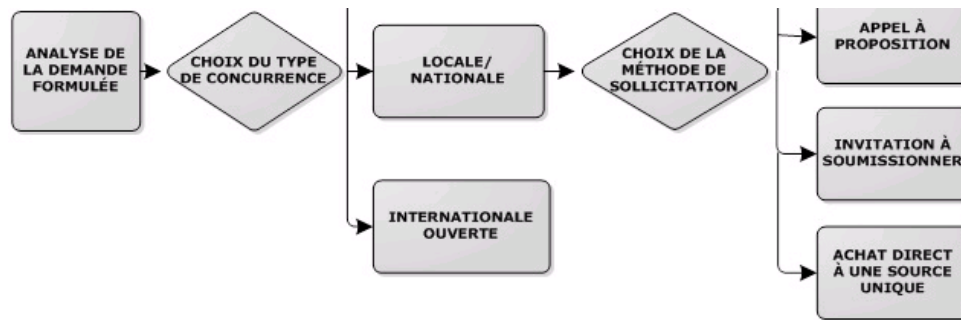 ANALYSE DE
LA DEMANDE
FORMULÉE
CHOIX DU TYPE
DE CONCURRENCE
LOCALE/
NATIONALE
INTERNATIONALE
OUVERTE
CHOIX DE LA
MÉTHODE DE
SOLLICITATION
APPEL À
PROPOSITION
INVITATION À
SOUMISSIONNER
ACHAT DIRECT
À UNE SOURCE
UNIQUE